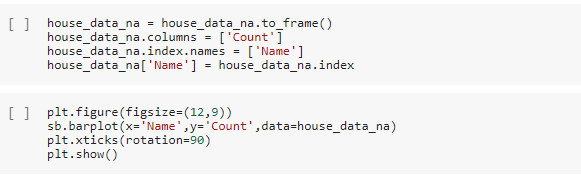 [ ] house_data_na = house_data_na.to_frame()
house_data_na.columns = ['Count']
house_data_na.index.names = ['Name']
house_data_na['Name'] = house_data_na.index
[ ] plt.figure(figsize=(12,9))
sb.barplot(x='Name',y='Count',data=house_data_na)
plt.xticks(rotation=90)
plt.show()